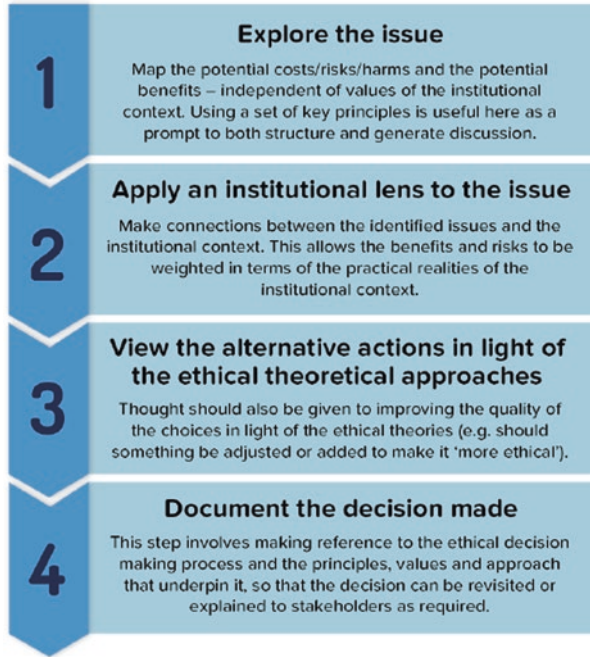 1
Explore the issue
Map the potential costs/risks/harms and the potential
benefits – independent of values of the institutional
context. Using a set of key principles is useful here as a
prompt to both structure and generate discussion.
2
Apply an institutional lens to the issue
Make connections between the identified issues and the
institutional context. This allows the benefits and risks to be
weighted in terms of the practical realities of the
institutional context.
3
View the alternative actions in light of
the ethical theoretical approaches
Thought should also be given to improving the quality of
the choices in light of the ethical theories (e.g. should
something be adjusted or added to make it ‘more ethical’).
4
Document the decision made
This step involves making reference to the ethical decision
making process and the principles, values and approach
that underpin it, so that the decision can be revisited or
explained to stakeholders as required.